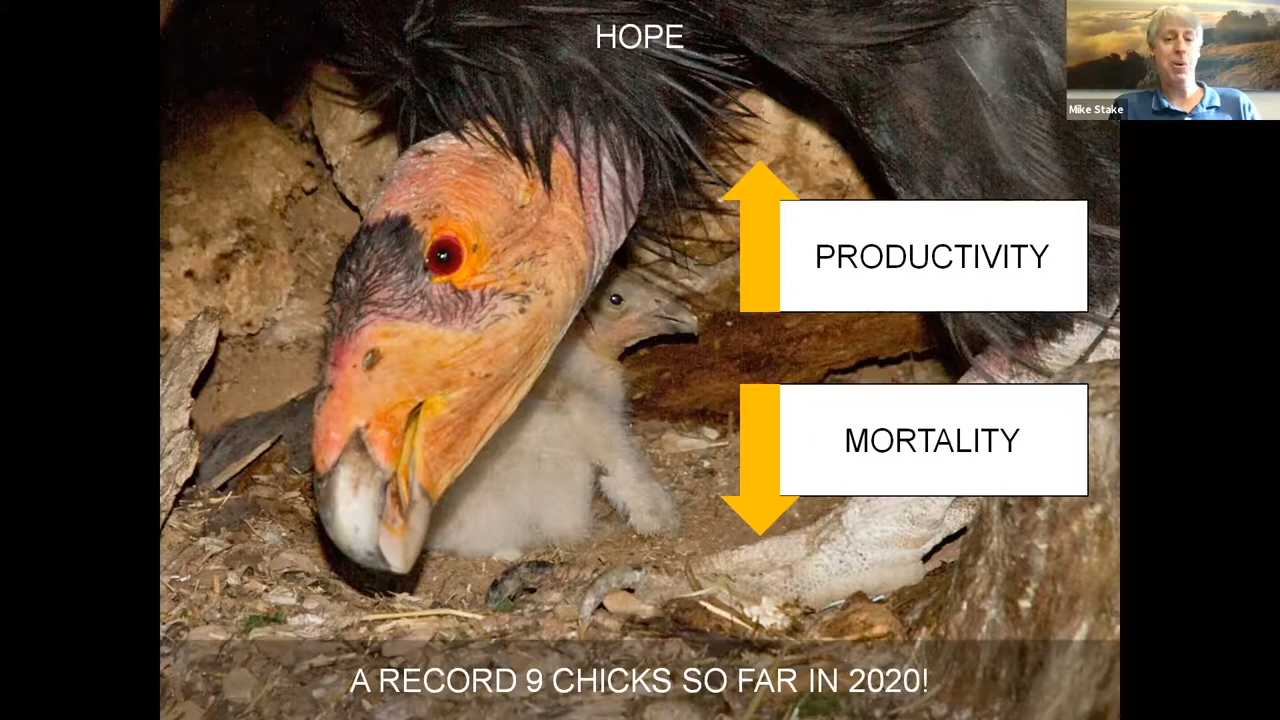 HOPE
Mike Stake
PRODUCTIVITY
MORTALITY
A RECORD 9 CHICKS SO FAR IN 2020!